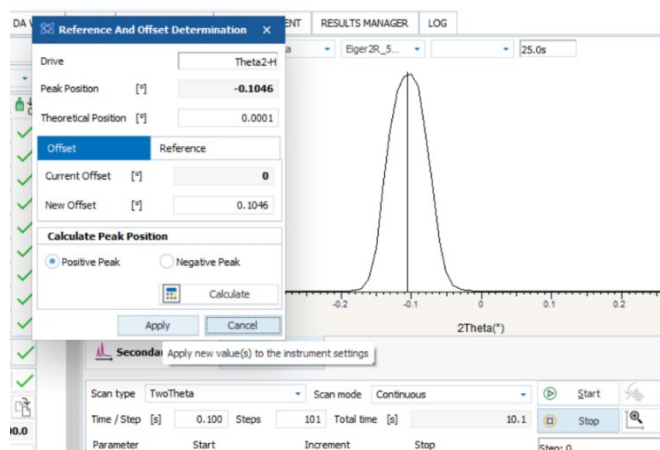 DA
ENT
RESULTS MANAGER
LOG
Reference And Offset Determination
Eiger2R_5...
25.0s
Drive
Theta2-H
Peak Position [°] -0.1046
Theoretical Position [°] 0.0001
Offset
Reference
Current Offset [°] 0
New Offset [°] 0.1046
Calculate Peak Position
Positive Peak
Negative Peak
Calculate
Apply
Cancel
-0.2 -0.1 0 0.1 0.2
2Theta(°)
Apply new value(s) to the instrument settings
Scan type TwoTheta Scan mode Continuous Start
Time / Step [s] 0.100 Steps 101 Total time [s] 10.1 Stop
00.0
Parameter Start Increment Stop